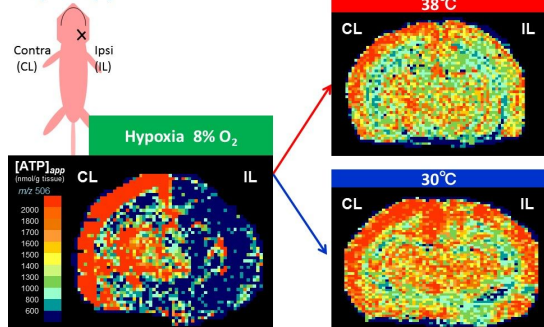 38℃
Contra
(CL)
Ipsi
(IL)
CL
IL
Hypoxia 8% O₂
[ATP]app
(nmol/g tissue)
m/z 506
2000
1800
1700
1600
1400
1300
1000
800
600
CL
IL
30℃
CL
IL